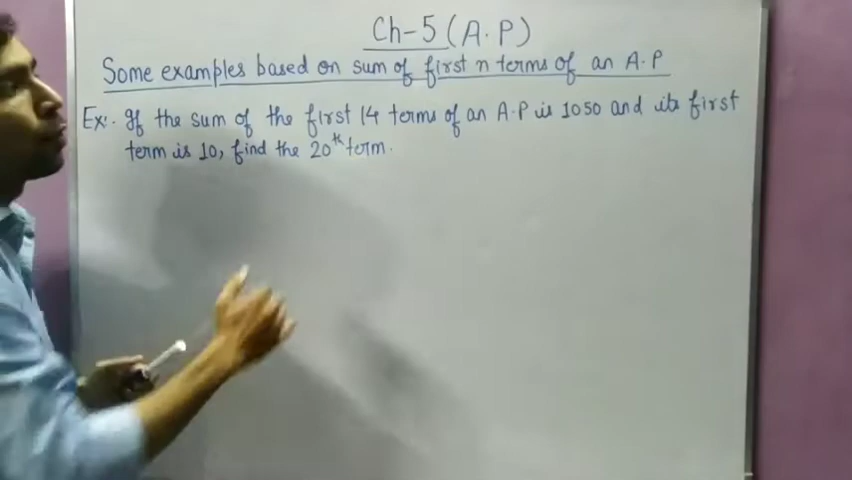 Ch-5 (A.P)
Some examples based on sum of first n terms of an A.P
Ex:. If the sum of the first 14 terms of an A.P is 1050 and its first
term is 10, find the 20th term.